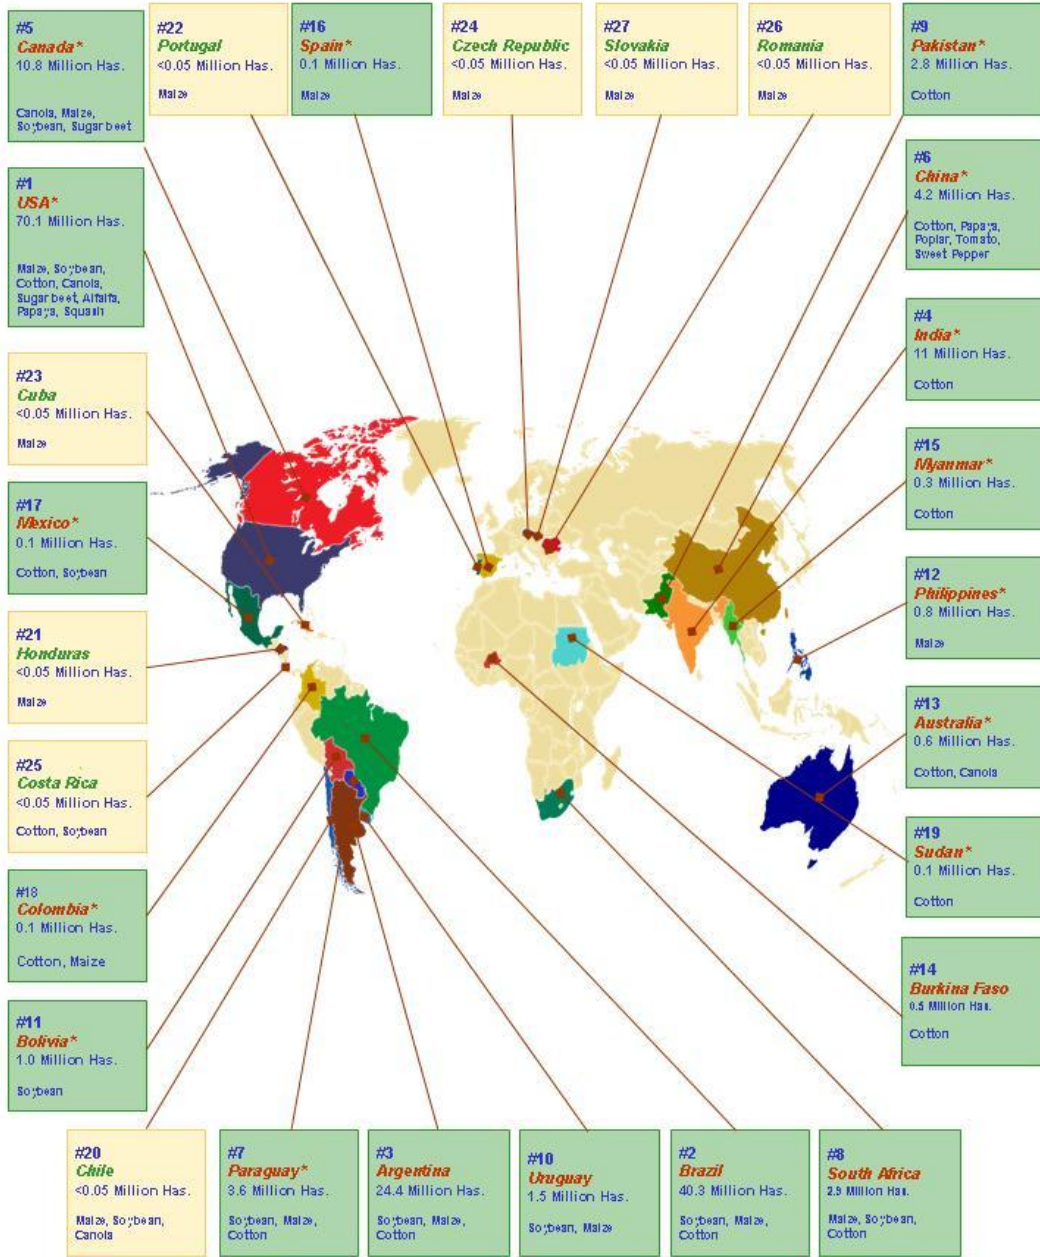 #5
Canada*
10.8 Million Has.
Canola, Maize,
Soybean, Sugarbeet
#22
Portugal
<0.05 Million Has.
Maize
#16
Spain*
0.1 Million Has.
Maize
#24
Czech Republic
<0.05 Million Has.
Maize
#27
Slovakia
<0.05 Million Has.
Maize
#26
Romania
<0.05 Million Has.
Maize
#9
Pakistan*
2.8 Million Has.
Cotton
#1
USA*
70.1 Million Has.
Maize, Soybean,
Cotton, Canola,
Sugarbeet, Alfalfa,
Papaya, Squash
#6
China*
4.2 Million Has.
Cotton, Papaya,
Poplar, Tomato,
Sweet Pepper
#4
India*
11 Million Has.
Cotton
#23
Cuba
<0.05 Million Has.
Maize
#15
Myanmar*
0.3 Million Has.
Cotton
#17
Mexico*
0.1 Million Has.
Cotton, Soybean
#12
Philippines*
0.8 Million Has.
Maize
#21
Honduras
<0.05 Million Has.
Maize
#13
Australia*
0.6 Million Has.
Cotton, Canola
#25
Costa Rica
<0.05 Million Has.
Cotton, Soybean
#19
Sudan*
0.1 Million Has.
Cotton
#18
Colombia*
0.1 Million Has.
Cotton, Maize
#14
Burkina Faso
0.5 Million Has.
Cotton
#11
Bolivia*
1.0 Million Has.
Soybean
#20
Chile
<0.05 Million Has.
Maize, Soybean,
Canola
#7
Paraguay*
3.6 Million Has.
Soybean, Maize,
Cotton
#3
Argentina
24.4 Million Has.
Soybean, Maize,
Cotton
#10
Uruguay
1.5 Million Has.
Soybean, Maize
#2
Brazil
40.3 Million Has.
Soybean, Maize,
Cotton
#8
South Africa
2.9 Million Has.
Maize, Soybean,
Cotton